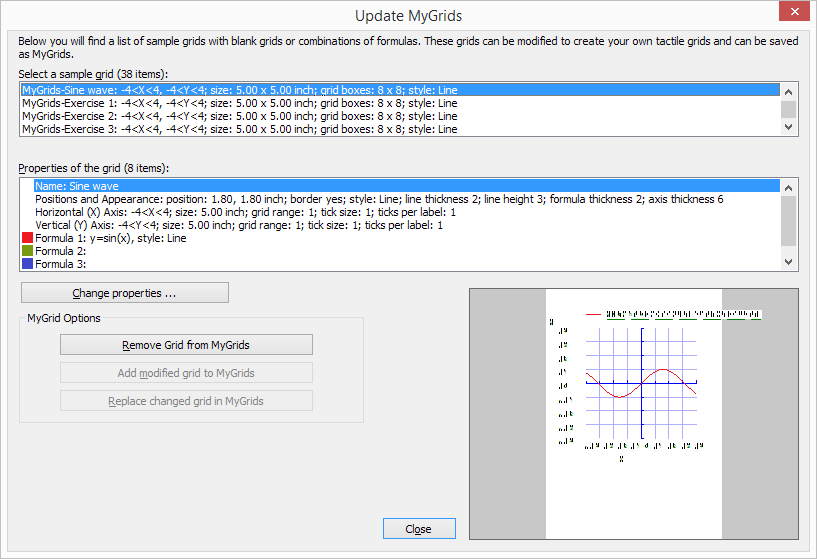 Update MyGrids
Below you will find a list of sample grids with blank grids or combinations of formulas. These grids can be modified to create your own tactile grids and can be saved
as MyGrids.
Select a sample grid (38 items):
MyGrids-Sine wave: -4<X<4, -4<Y<4; size: 5.00 x 5.00 inch; grid boxes: 8 x 8; style: Line
MyGrids-Exercise 1: -4<X<4, -4<Y<4; size: 5.00 x 5.00 inch; grid boxes: 8 x 8; style: Line
MyGrids-Exercise 2: -4<X<4, -4<Y<4; size: 5.00 x 5.00 inch; grid boxes: 8 x 8; style: Line
MyGrids-Exercise 3: -4<X<4, -4<Y<4; size: 5.00 x 5.00 inch; grid boxes: 8 x 8; style: Line
Properties of the grid (8 items):
Name: Sine wave
Positions and Appearance: position: 1.80, 1.80 inch; border yes; style: Line; line thickness 2; line height 3; formula thickness 2; axis thickness 6
Horizontal (X) Axis: -4<X<4; size: 5.00 inch; grid range: 1; tick size: 1; ticks per label: 1
Vertical (Y) Axis: -4<Y<4; size: 5.00 inch; grid range: 1; tick size: 1; ticks per label: 1
Formula 1: y=sin(x), style: Line
Formula 2:
Formula 3:
Change properties ...
MyGrid Options
Remove Grid from MyGrids
Add modified grid to MyGrids
Replace changed grid in MyGrids
Close